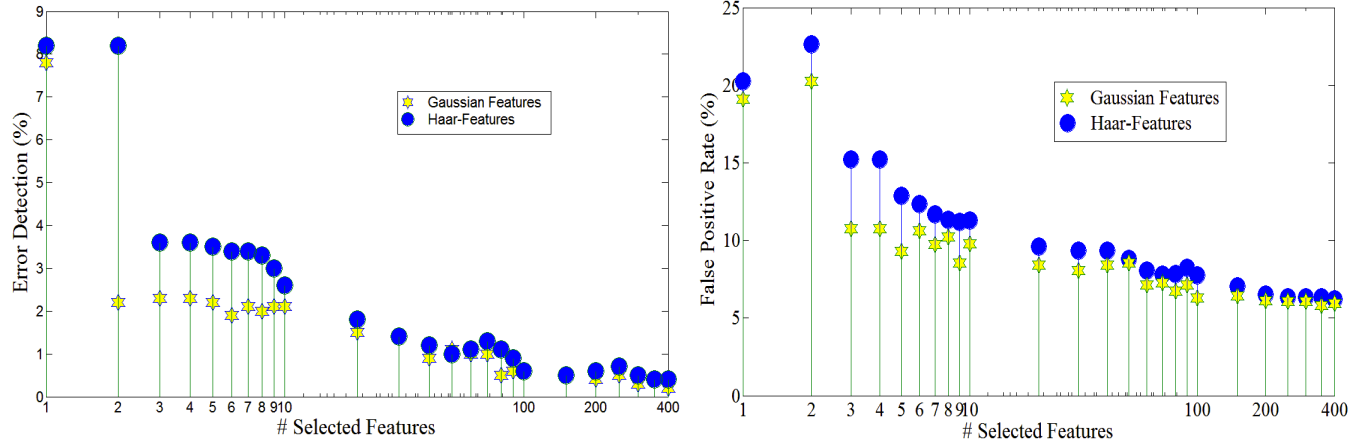 9
8
7
6
5
4
3
2
1
0
Error Detection (%)
Gaussian Features
Haar-Features
1 2 3 4 5 6 7 8 9 10 100 200 400
# Selected Features
25
20
15
10
5
0
False Positive Rate (%)
Gaussian Features
Haar-Features
1 2 3 4 5 6 7 8 9 10 100 200 400
# Selected Features